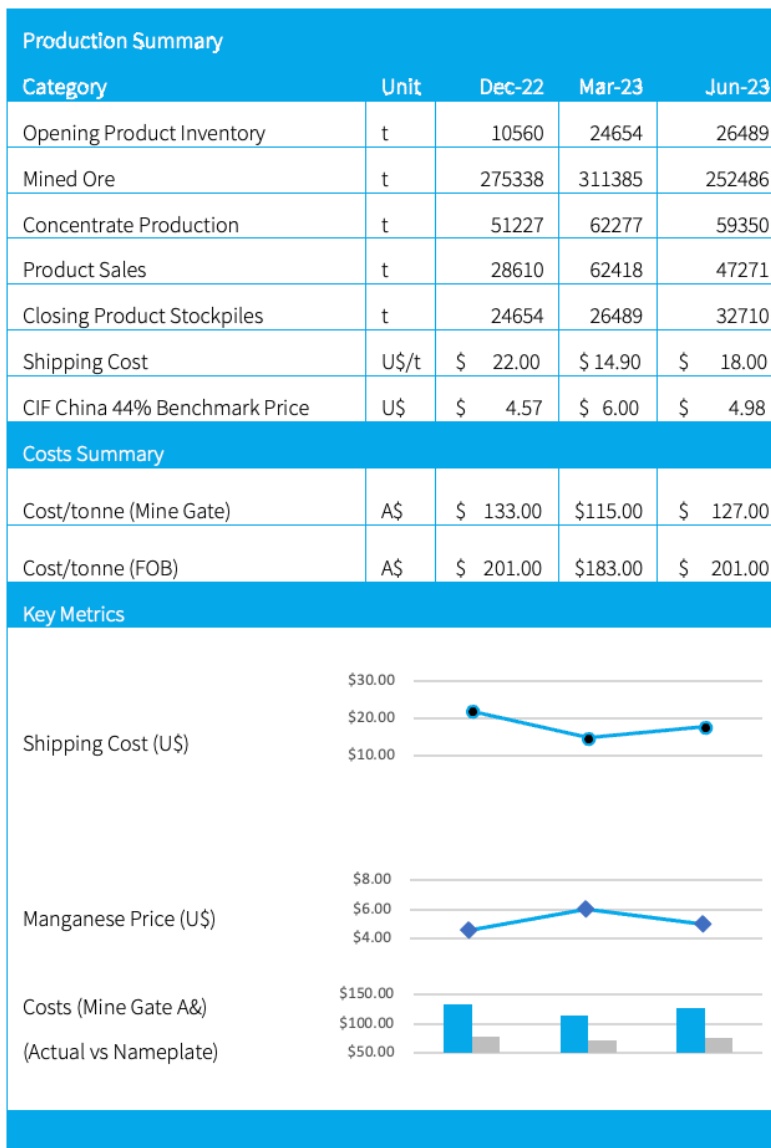 Production Summary
Category Unit Dec-22 Mar-23 Jun-23
Opening Product Inventory t 10560 24654 26489
Mined Ore t 275338 311385 252486
Concentrate Production t 51227 62277 59350
Product Sales t 28610 62418 47271
Closing Product Stockpiles t 24654 26489 32710
Shipping Cost U$/t $ 22.00 $ 14.90 $ 18.00
CIF China 44% Benchmark Price U$ $ 4.57 $ 6.00 $ 4.98
Costs Summary
Cost/tonne (Mine Gate) A$ $ 133.00 $115.00 $ 127.00
Cost/tonne (FOB) A$ $ 201.00 $183.00 $ 201.00
Key Metrics
Shipping Cost (U$)
$30.00
$20.00
$10.00
Manganese Price (U$)
$8.00
$6.00
$4.00
Costs (Mine Gate A&)
(Actual vs Nameplate)
$150.00
$100.00
$50.00